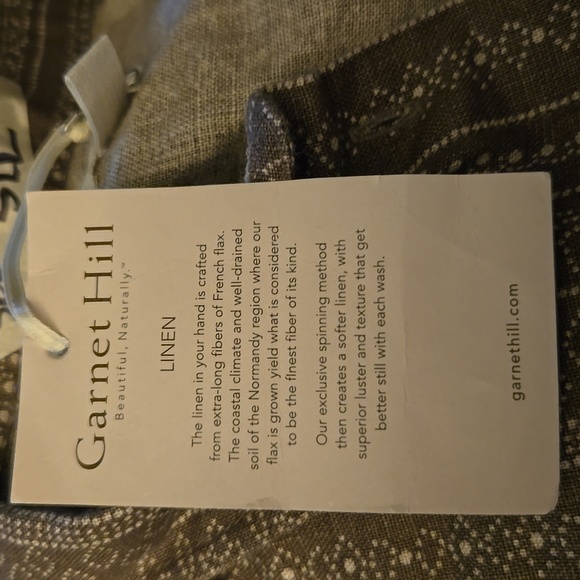 Garnet Hill
Beautiful, Naturally.™
LINEN
The linen in your hand is crafted
from extra-long fibers of French flax.
The coastal climate and well-drained
soil of the Normandy region where our
flax is grown yield what is considered
to be the finest fiber of its kind.
Our exclusive spinning method
then creates a softer linen, with
superior luster and texture that get
better still with each wash.
garnethill.com